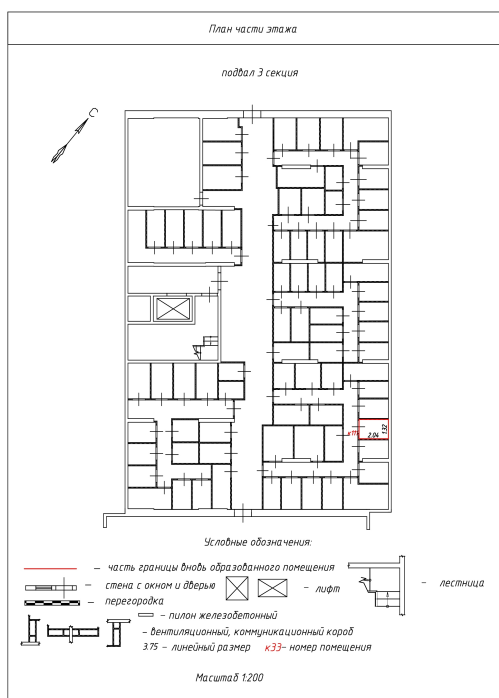 План части этажа
подвал 3 секция
С
1.32
2.04
Условные обозначения:
– часть границы вновь образованного помещения
– стена с окном и дверью
– лифт
– лестница
– перегородка
– пилон железобетонный
– вентиляционный, коммуникационный короб
3.75 – линейный размер к33– номер помещения
Масштаб 1:200